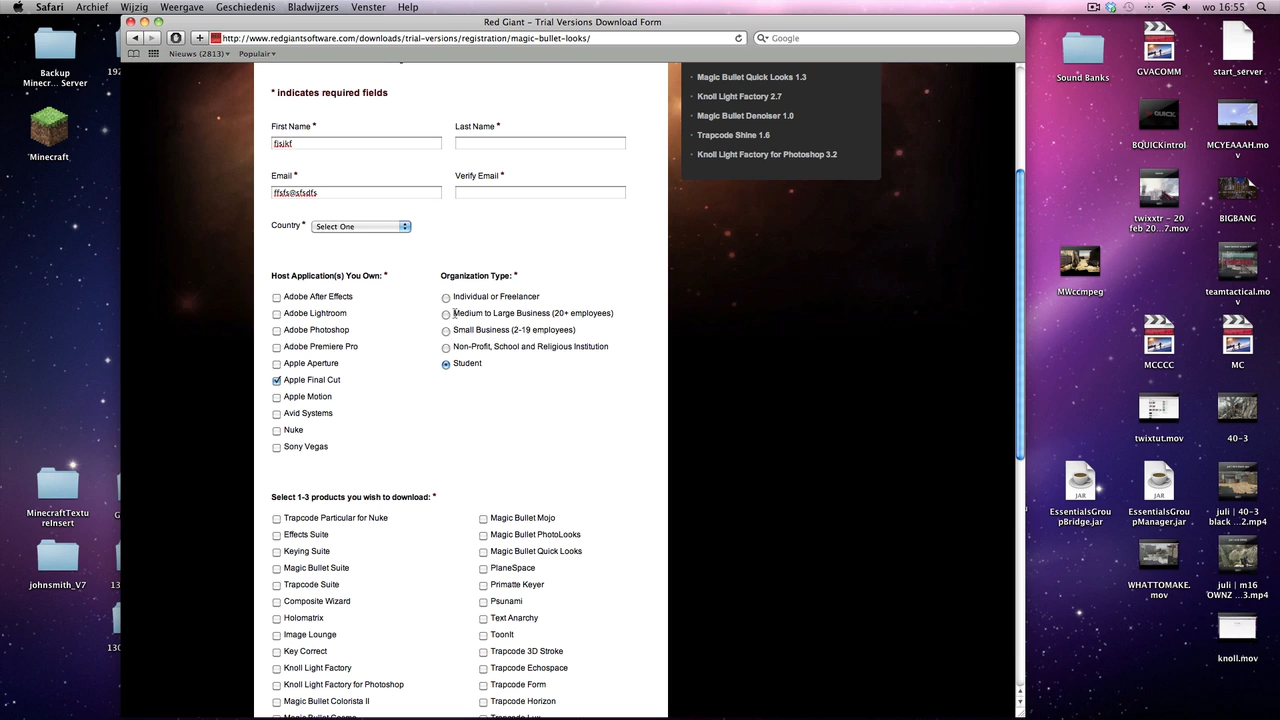 Safari Archief Wijzig Weergave Geschiedenis Bladwijzers Venster Help wo 16:55
Red Giant – Trial Versions Download Form
http://www.redgiantsoftware.com/downloads/trial-versions/registration/magic-bullet-looks/ Google
Nieuws (2813) Populair
Magic Bullet Quick Looks 1.3
Knoll Light Factory 2.7
Magic Bullet Denoiser 1.0
Trapcode Shine 1.6
Knoll Light Factory for Photoshop 3.2
* indicates required fields
First Name * Last Name *
fjsjkf
Email * Verify Email *
ffsfs@sfsdfs
Country * Select One
Host Application(s) You Own: * Organization Type: *
Adobe After Effects Individual or Freelancer
Adobe Lightroom Medium to Large Business (20+ employees)
Adobe Photoshop Small Business (2-19 employees)
Adobe Premiere Pro Non-Profit, School and Religious Institution
Apple Aperture Student
Apple Final Cut
Apple Motion
Avid Systems
Nuke
Sony Vegas
Select 1-3 products you wish to download: *
Trapcode Particular for Nuke Magic Bullet Mojo
Effects Suite Magic Bullet PhotoLooks
Keying Suite Magic Bullet Quick Looks
Magic Bullet Suite PlaneSpace
Trapcode Suite Primatte Keyer
Composite Wizard Psunami
Holomatrix Text Anarchy
Image Lounge ToonIt
Key Correct Trapcode 3D Stroke
Knoll Light Factory Trapcode Echospace
Knoll Light Factory for Photoshop Trapcode Form
Magic Bullet Colorista II Trapcode Horizon
Backup
Minecr... Server
Minecraft
MinecraftTextu
reInsert
johnsmith_V7
Sound Banks
GVACOMM
start_server
QUICK
BQUICKintrol
MCYEAAAH.mo
v
twixxtr - 20
feb 20...7.mov
BIGBANG
MWccmpeg
teamtactical.mo
v
MCCCC
MC
twixtut.mov
40-3
JAR
EssentialsGro
upBridge.jar
JAR
EssentialsGro
upManager.jar
juli | 40-3
black ...2.mp4
WHATTOMAKE.
mov
juli | m16
OWNZ ...3.mp4
knoll.mov